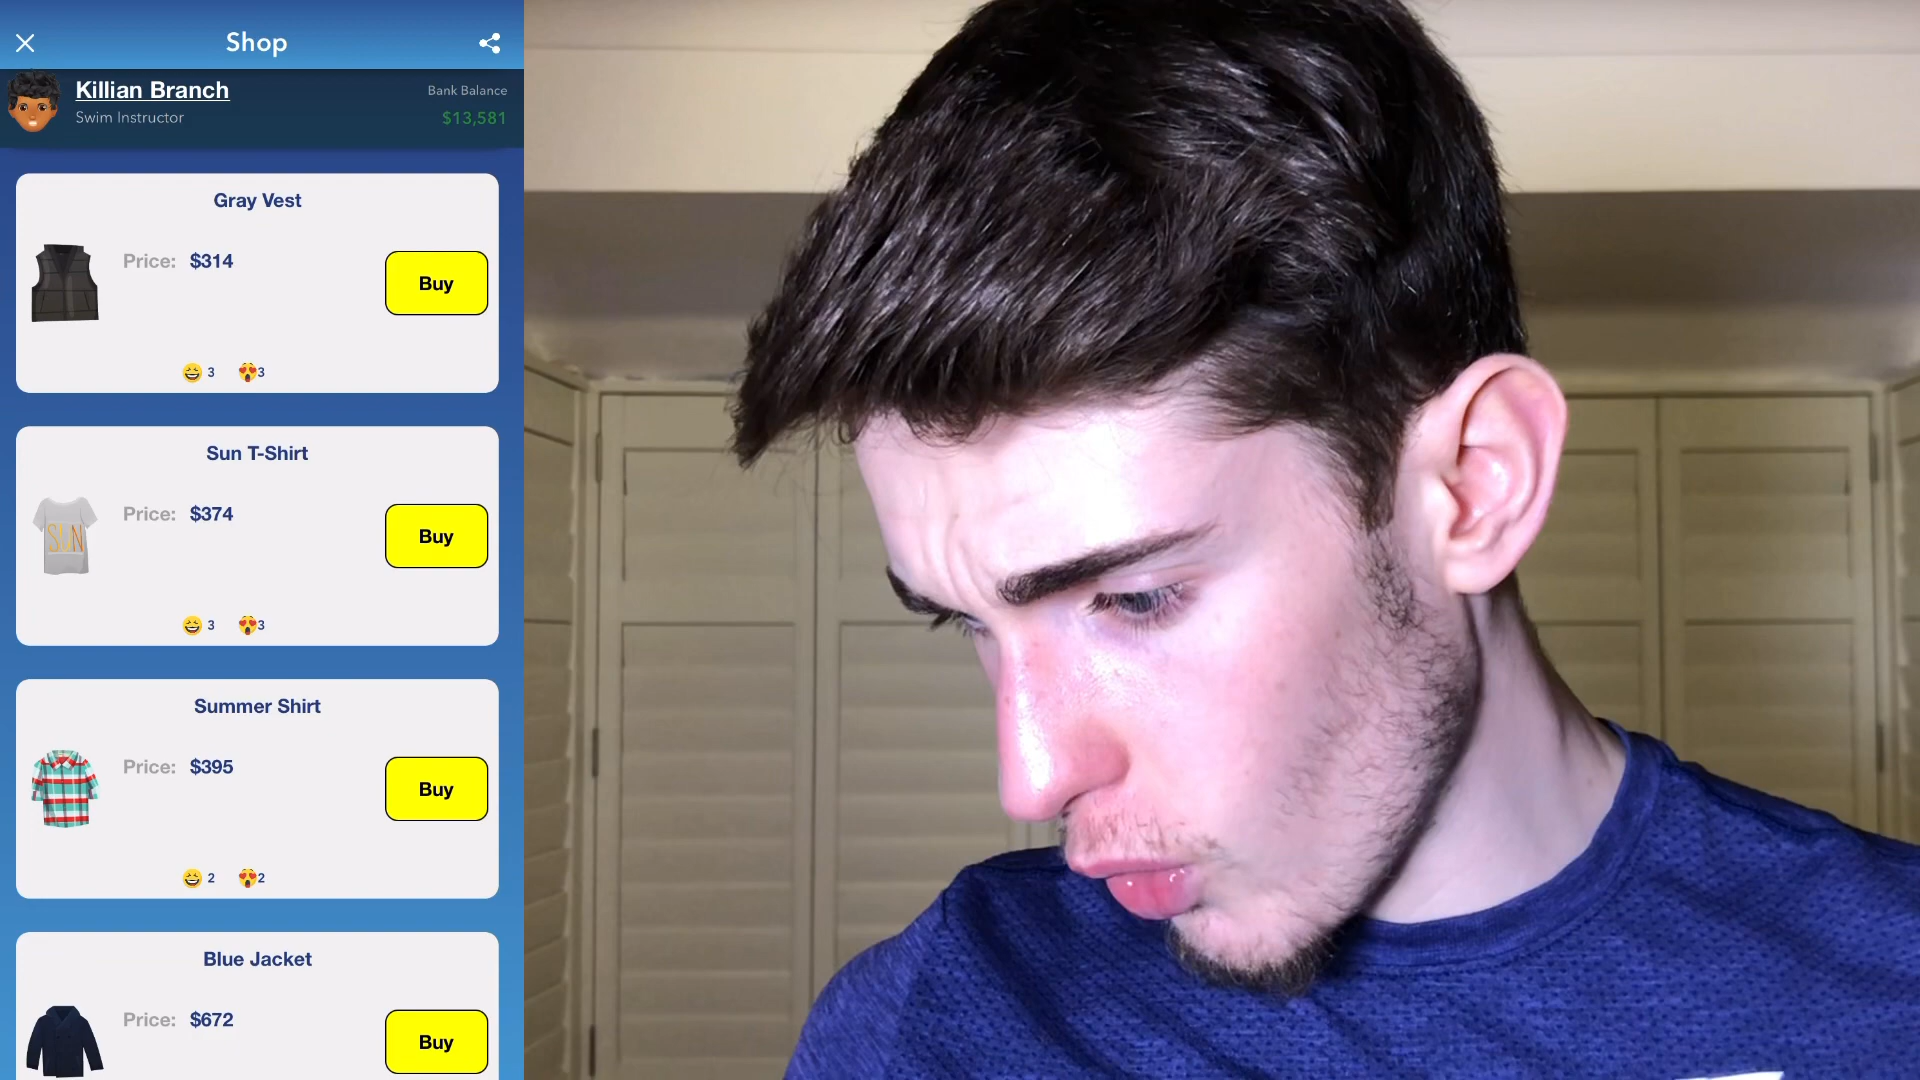 Shop
Killian Branch
Bank Balance
Swim Instructor
$13,581
Gray Vest
Price: $314
Buy
3 3
Sun T-Shirt
SUN
Price: $374
Buy
3 3
Summer Shirt
Price: $395
Buy
2 2
Blue Jacket
Price: $672
Buy